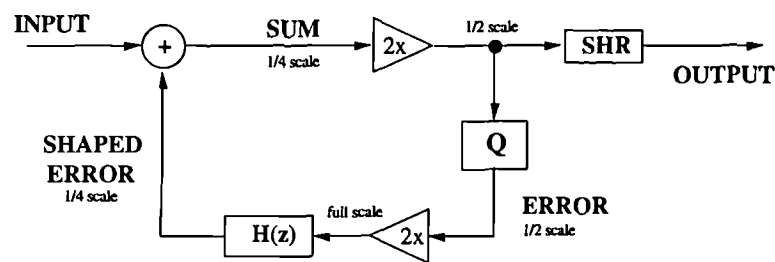 INPUT
+
SUM
1/4 scale
2x
1/2 scale
SHR
OUTPUT
Q
SHAPED
ERROR
1/4 scale
H(z)
full scale
2x
ERROR
1/2 scale